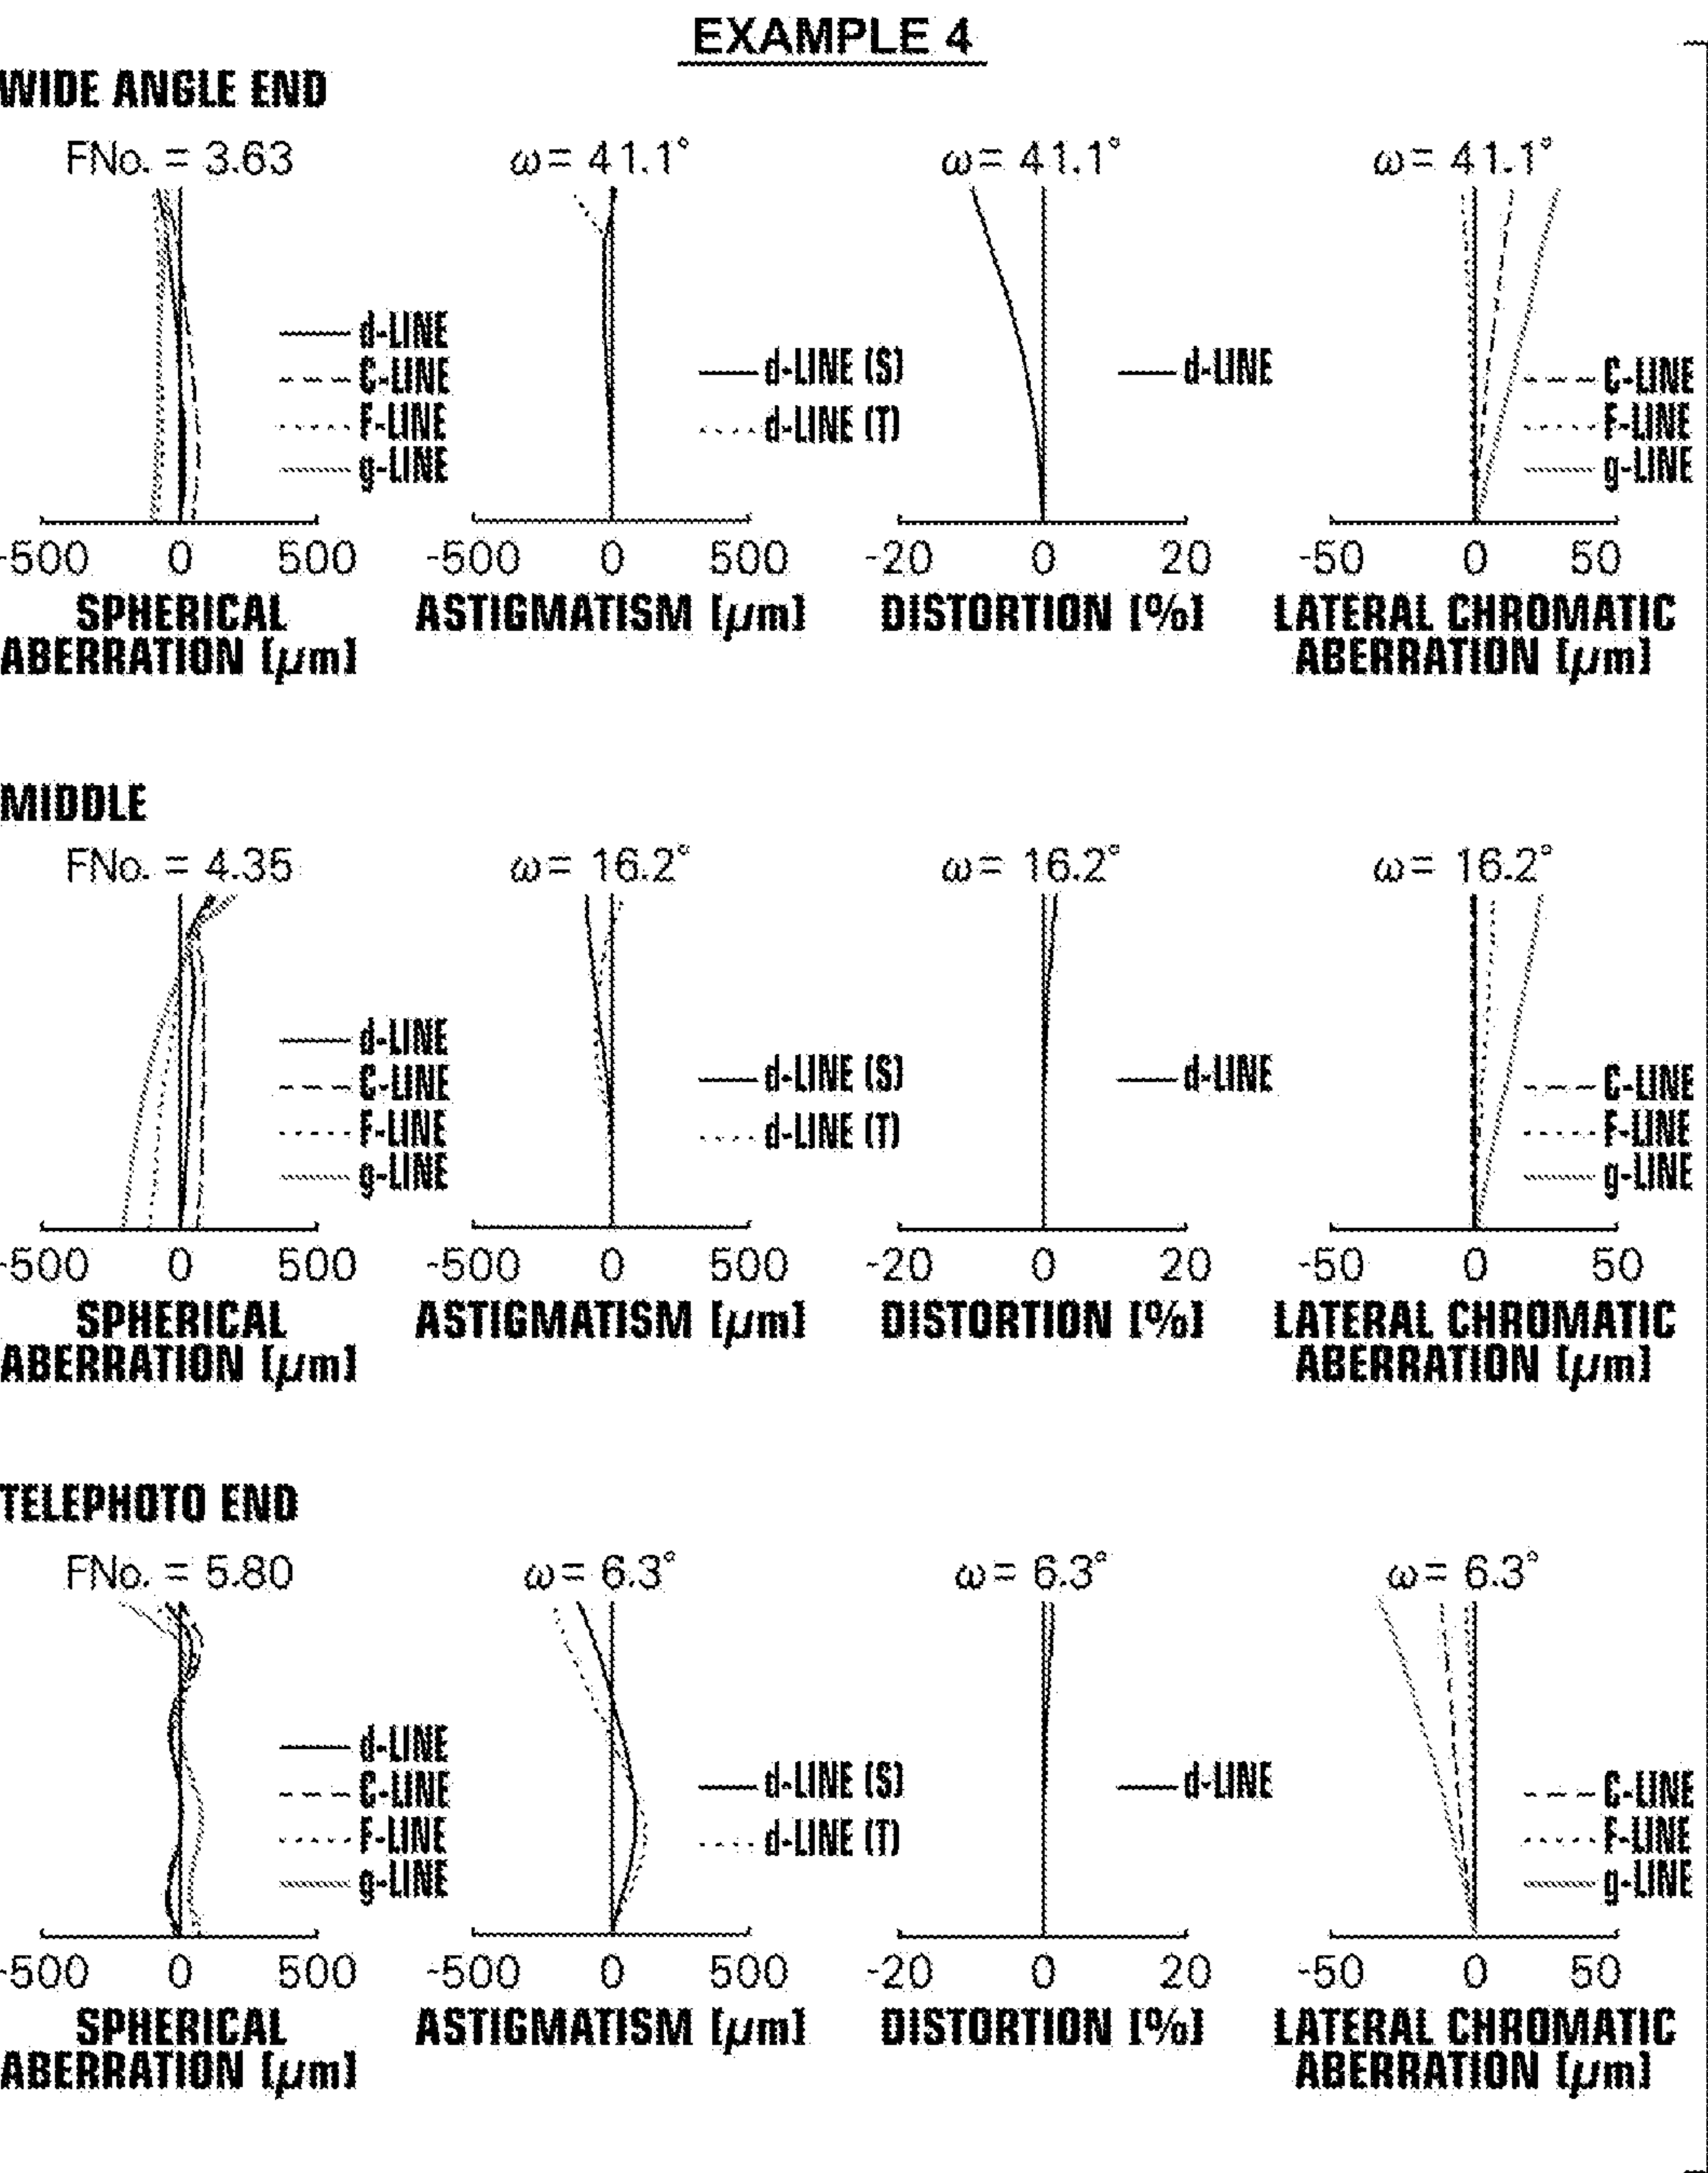 EXAMPLE 4
WIDE ANGLE END
FNo. = 3.63
ω = 41.1°
ω = 41.1°
ω = 41.1°
d-LINE
C-LINE
F-LINE
g-LINE
d-LINE (S)
d-LINE (T)
d-LINE
C-LINE
F-LINE
g-LINE
-500 0 500
-500 0 500
-20 0 20
-50 0 50
SPHERICAL
ABERRATION [μm]
ASTIGMATISM [μm]
DISTORTION [%]
LATERAL CHROMATIC
ABERRATION [μm]
MIDDLE
FNo. = 4.35
ω = 16.2°
ω = 16.2°
ω = 16.2°
d-LINE
C-LINE
F-LINE
g-LINE
d-LINE (S)
d-LINE (T)
d-LINE
C-LINE
F-LINE
g-LINE
-500 0 500
-500 0 500
-20 0 20
-50 0 50
SPHERICAL
ABERRATION [μm]
ASTIGMATISM [μm]
DISTORTION [%]
LATERAL CHROMATIC
ABERRATION [μm]
TELEPHOTO END
FNo. = 5.80
ω = 6.3°
ω = 6.3°
ω = 6.3°
d-LINE
C-LINE
F-LINE
g-LINE
d-LINE (S)
d-LINE (T)
d-LINE
C-LINE
F-LINE
g-LINE
-500 0 500
-500 0 500
-20 0 20
-50 0 50
SPHERICAL
ABERRATION [μm]
ASTIGMATISM [μm]
DISTORTION [%]
LATERAL CHROMATIC
ABERRATION [μm]